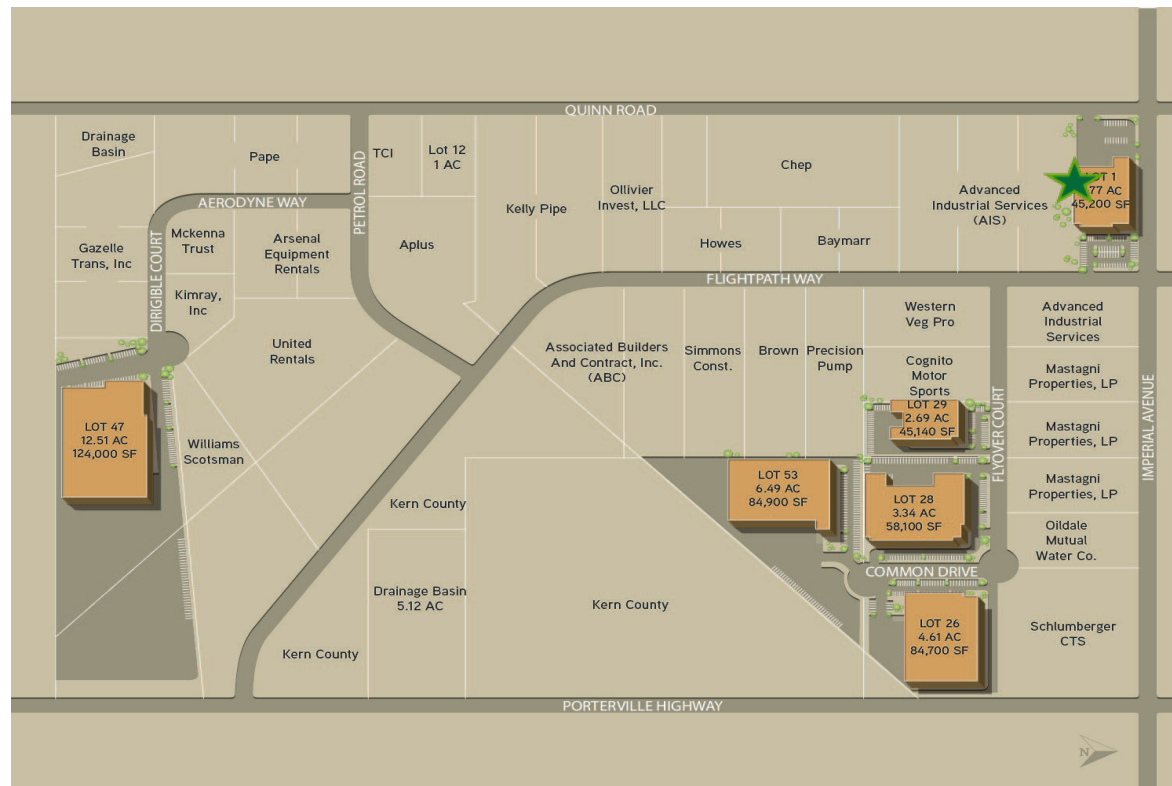 QUINN ROAD
Drainage
Basin
Pape
PETROL ROAD
TCI
Lot 12
1 AC
Kelly Pipe
Ollivier
Invest, LLC
Chep
Howes
Baymarr
Advanced
Industrial Services
(AIS)
LOT 1
77 AC
45,200 SF
AERODYNE WAY
Gazelle
Trans, Inc
DIRIGIBLE COURT
Mckenna
Trust
Arsenal
Equipment
Rentals
Aplus
Kimray,
Inc
FLIGHTPATH WAY
United
Rentals
Associated Builders
And Contract, Inc.
(ABC)
Simmons
Const.
Brown
Precision
Pump
Western
Veg Pro
Cognito
Motor
Sports
FLYOVER COURT
Advanced
Industrial
Services
Mastagni
Properties, LP
Mastagni
Properties, LP
Mastagni
Properties, LP
Oildale
Mutual
Water Co.
IMPERIAL AVENUE
LOT 29
2.69 AC
45,140 SF
LOT 47
12.51 AC
124,000 SF
Williams
Scotsman
LOT 53
6.49 AC
84,900 SF
LOT 28
3.34 AC
58,100 SF
Kern County
COMMON DRIVE
Drainage Basin
5.12 AC
Kern County
LOT 26
4.61 AC
84,700 SF
Schlumberger
CTS
Kern County
PORTERVILLE HIGHWAY
N